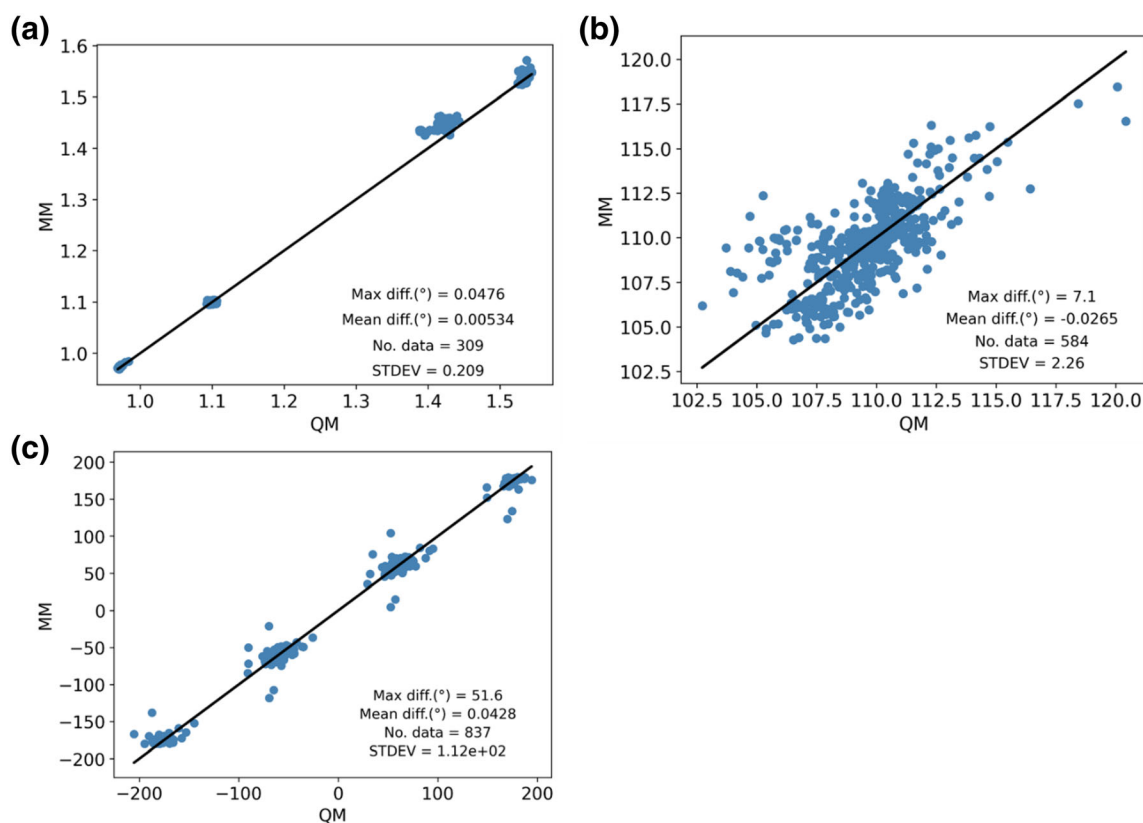 (a)
1.6
1.5
1.4
1.3
1.2
1.1
1.0
MM
Max diff.(°) = 0.0476
Mean diff.(°) = 0.00534
No. data = 309
STDEV = 0.209
1.0 1.1 1.2 1.3 1.4 1.5
QM
(b)
120.0
117.5
115.0
112.5
110.0
107.5
105.0
102.5
MM
Max diff.(°) = 7.1
Mean diff.(°) = -0.0265
No. data = 584
STDEV = 2.26
102.5 105.0 107.5 110.0 112.5 115.0 117.5 120.0
QM
(c)
200
150
100
50
0
−50
−100
−150
−200
MM
Max diff.(°) = 51.6
Mean diff.(°) = 0.0428
No. data = 837
STDEV = 1.12e+02
−200 −100 0 100 200
QM